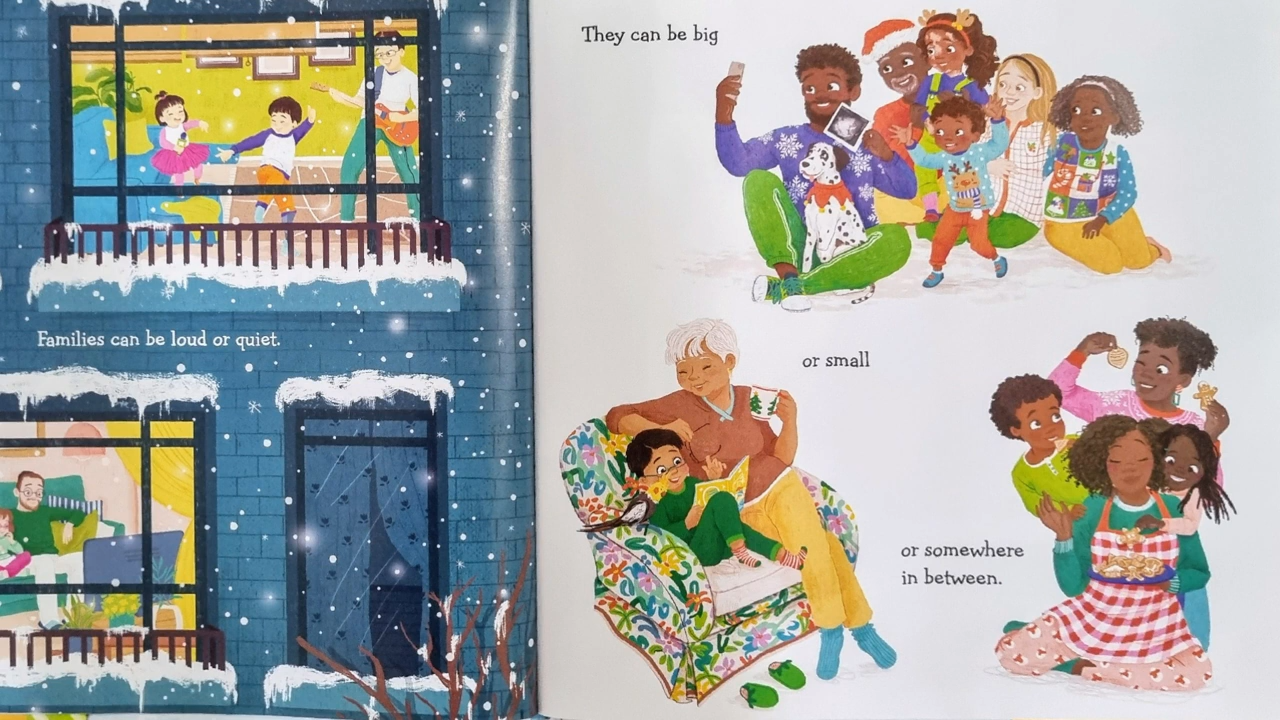 Families can be loud or quiet.
They can be big
or small
or somewhere
in between.